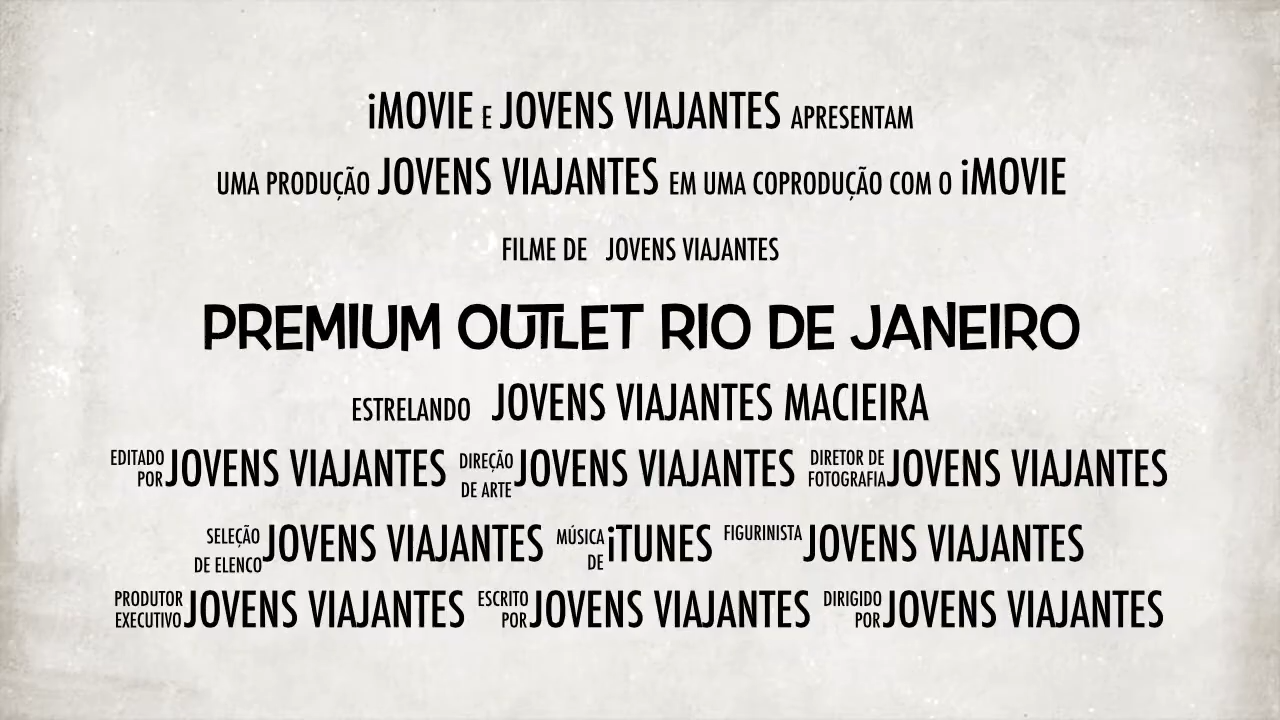 iMOVIE E JOVENS VIAJANTES APRESENTAM
UMA PRODUÇÃO JOVENS VIAJANTES EM UMA COPRODUÇÃO COM O iMOVIE
FILME DE JOVENS VIAJANTES
PREMIUM OUTLET RIO DE JANEIRO
ESTRELANDO JOVENS VIAJANTES MACIEIRA
EDITADO POR JOVENS VIAJANTES DIREÇÃO DE ARTE JOVENS VIAJANTES DIRETOR DE FOTOGRAFIA JOVENS VIAJANTES
SELEÇÃO DE ELENCO JOVENS VIAJANTES MÚSICA DE iTUNES FIGURINISTA JOVENS VIAJANTES
PRODUTOR EXECUTIVO JOVENS VIAJANTES ESCRITO POR JOVENS VIAJANTES DIRIGIDO POR JOVENS VIAJANTES